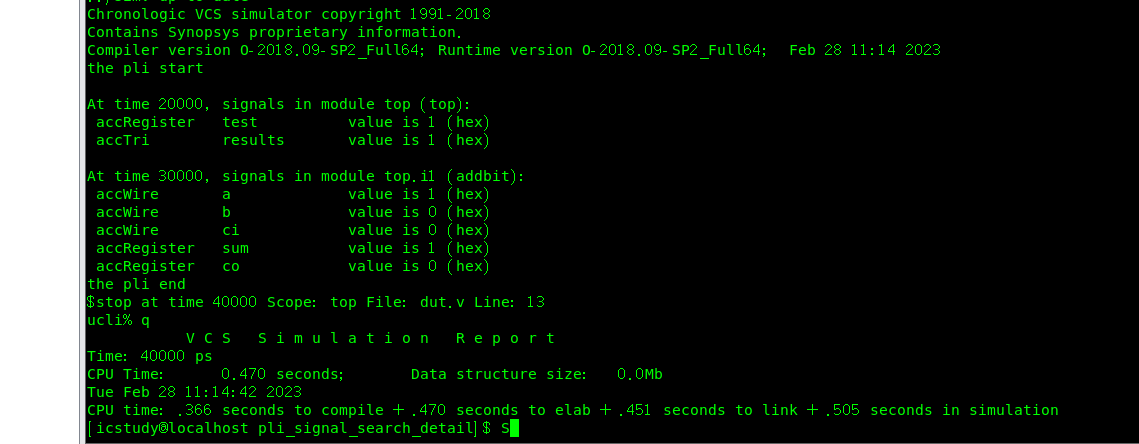 Chronologic VCS simulator copyright 1991-2018
Contains Synopsys proprietary information.
Compiler version O-2018.09-SP2_Full64; Runtime version O-2018.09-SP2_Full64;  Feb 28 11:14 2023
the pli start
At time 20000, signals in module top (top):
accRegister   test          value is 1 (hex)
accTri        results       value is 1 (hex)
At time 30000, signals in module top.i1 (addbit):
accWire       a             value is 1 (hex)
accWire       b             value is 0 (hex)
accWire       ci            value is 0 (hex)
accRegister   sum           value is 1 (hex)
accRegister   co            value is 0 (hex)
the pli end
$stop at time 40000 Scope: top File: dut.v Line: 13
ucli% q
V C S   S i m u l a t i o n   R e p o r t
Time: 40000 ps
CPU Time:      0.470 seconds;       Data structure size:   0.0Mb
Tue Feb 28 11:14:42 2023
CPU time: .366 seconds to compile + .470 seconds to elab + .451 seconds to link + .505 seconds in simulation
[icstudy@localhost pli_signal_search_detail]$ S